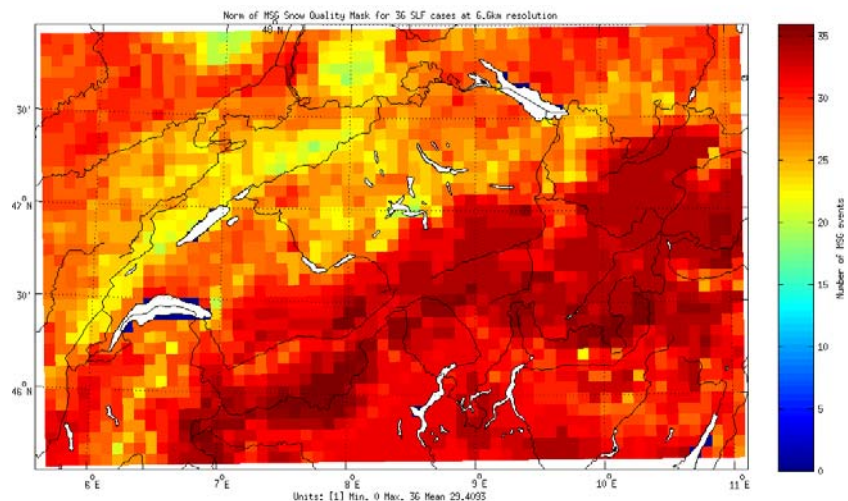 Norm of MSG Snow Quality Mask for 36 SLF cases at 6.6km resolution
48°N
30'
47°N
30'
46°N
6°E
7°E
8°E
9°E
10°E
11°E
Units: [1] Min. 0 Max. 36 Mean 29.4093
35
30
25
20
15
10
5
0
Number of MSG events